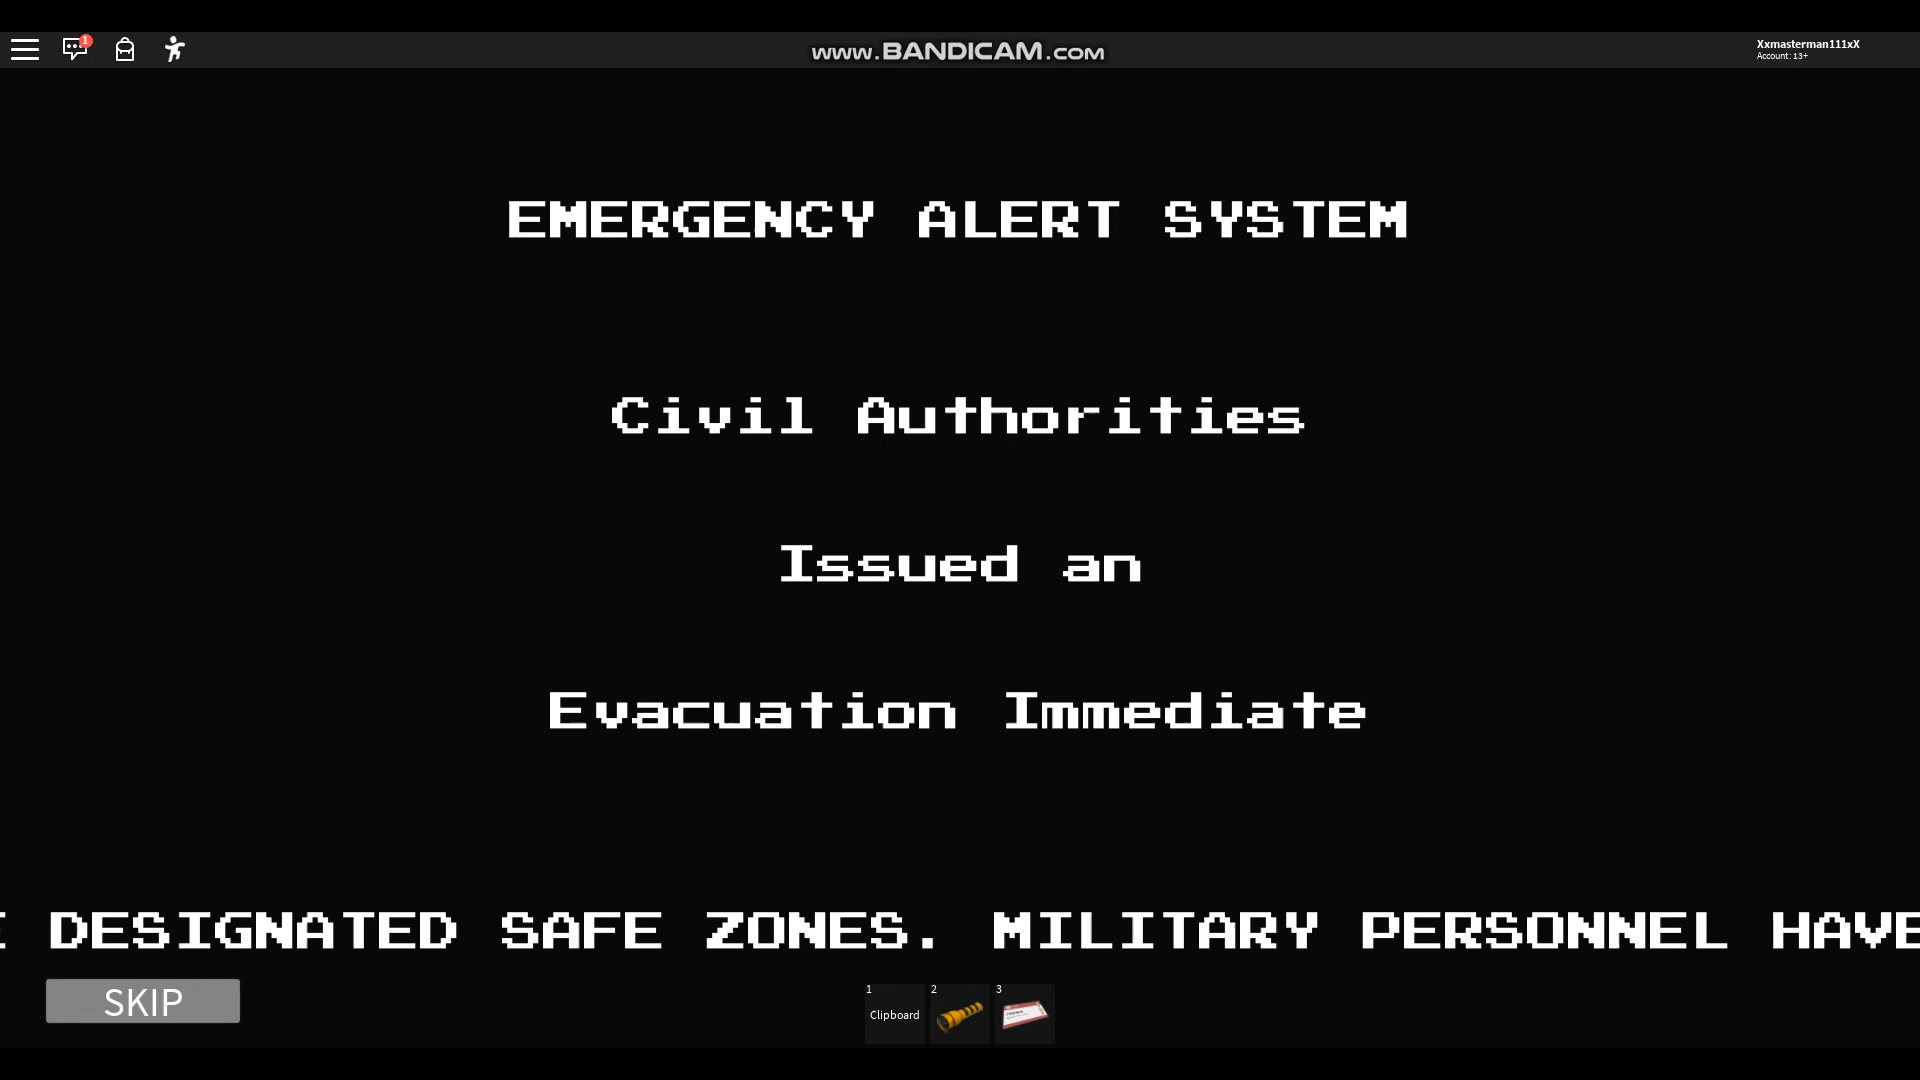 1
www.BANDICAM.COM
Xxmasterman111xX
Account: 13+
EMERGENCY ALERT SYSTEM
Civil Authorities
Issued an
Evacuation Immediate
DESIGNATED SAFE ZONES. MILITARY PERSONNEL HAVE
SKIP
1
2
3
Clipboard